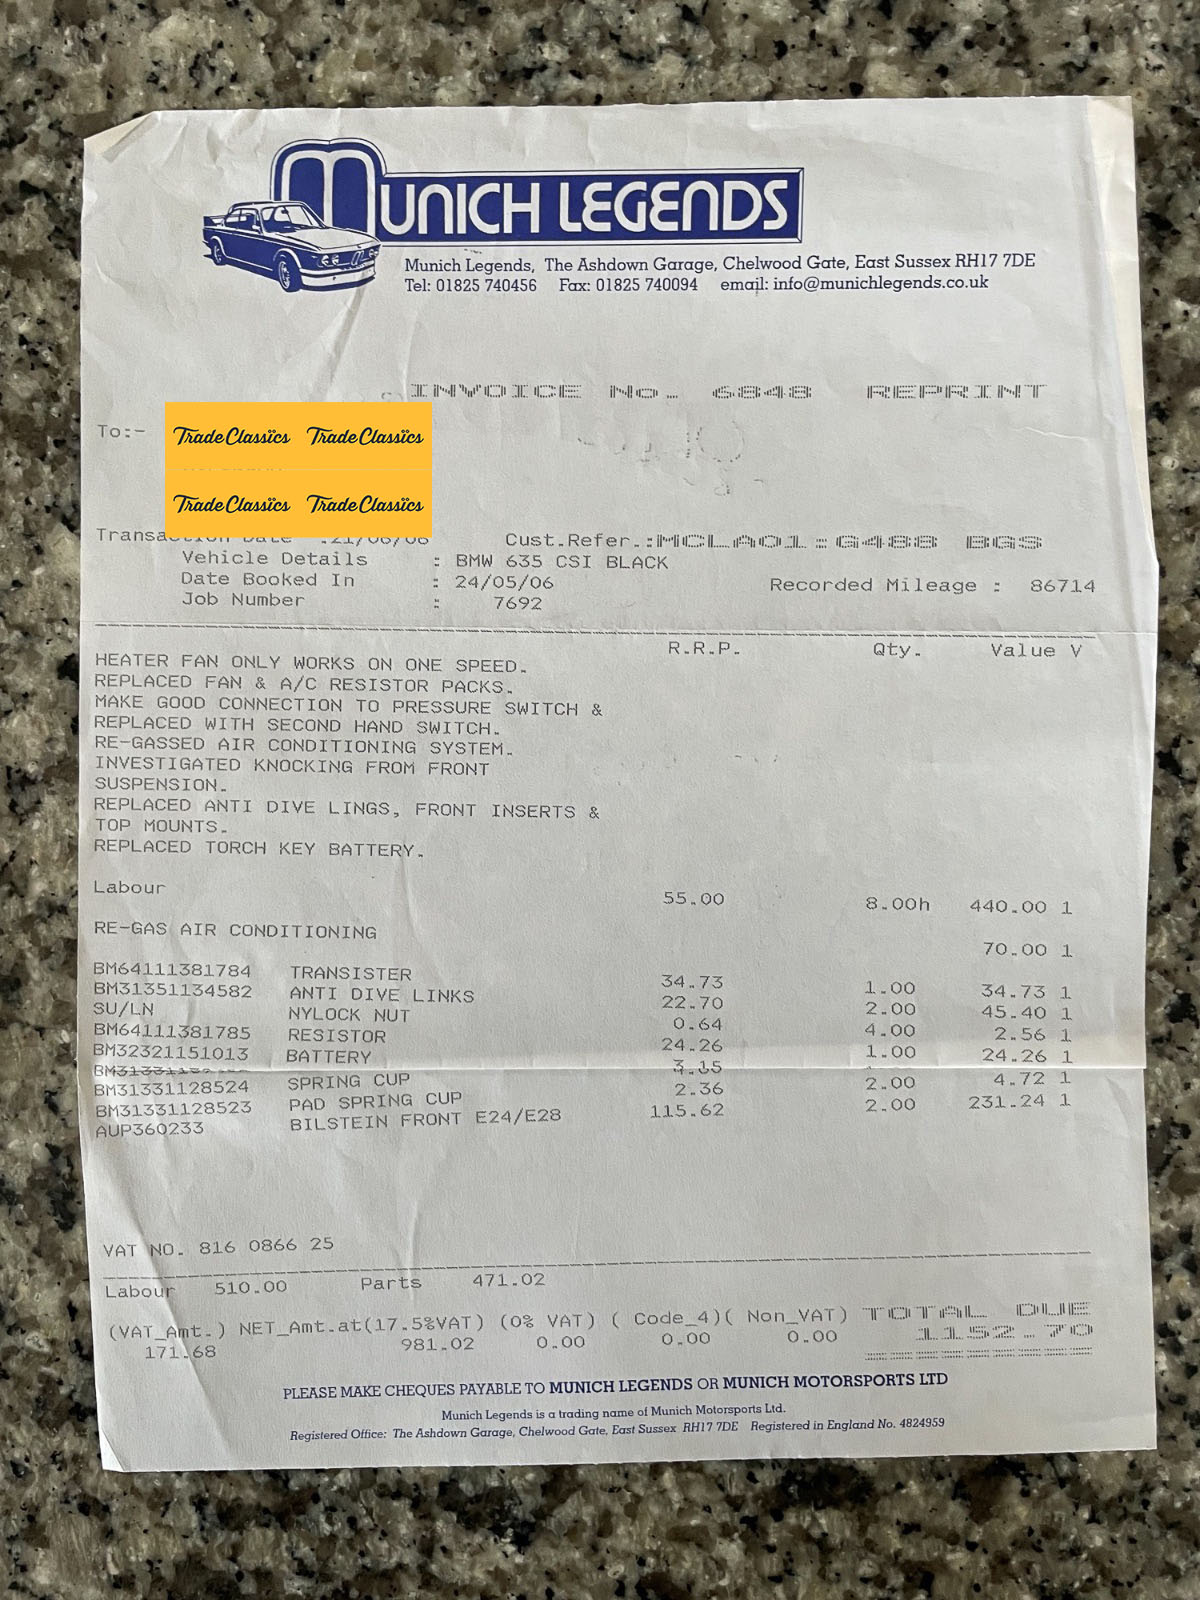 MUNICH LEGENDS
Munich Legends, The Ashdown Garage, Chelwood Gate, East Sussex RH17 7DE
Tel: 01825 740456 Fax: 01825 740094 email: info@munichlegends.co.uk
INVOICE No. 6848 REPRINT
To:-
TradeClassics TradeClassics
TradeClassics TradeClassics
Cust.Refer.:MCLA01:G488 BGS
Vehicle Details : BMW 635 CSI BLACK
Date Booked In : 24/05/06 Recorded Mileage : 86714
Job Number : 7692
R.R.P. Qty. Value V
HEATER FAN ONLY WORKS ON ONE SPEED.
REPLACED FAN & A/C RESISTOR PACKS.
MAKE GOOD CONNECTION TO PRESSURE SWITCH &
REPLACED WITH SECOND HAND SWITCH.
RE-GASSED AIR CONDITIONING SYSTEM.
INVESTIGATED KNOCKING FROM FRONT
SUSPENSION.
REPLACED ANTI DIVE LINGS, FRONT INSERTS &
TOP MOUNTS.
REPLACED TORCH KEY BATTERY.
Labour 55.00 8.00h 440.00 1
RE-GAS AIR CONDITIONING 70.00 1
BM64111381784 TRANSISTER 34.73 1.00 34.73 1
BM31351134582 ANTI DIVE LINKS 22.70 2.00 45.40 1
SU/LN NYLOCK NUT 0.64 4.00 2.56 1
BM64111381785 RESISTOR 24.26 1.00 24.26 1
BM32321151013 BATTERY 3.15
BM31331128524 SPRING CUP 2.36 2.00 4.72 1
BM31331128523 PAD SPRING CUP
AUP360233 BILSTEIN FRONT E24/E28 115.62 2.00 231.24 1
VAT NO. 816 0866 25
Labour 510.00 Parts 471.02
(VAT_Amt.) NET_Amt.at(17.5%VAT) (0% VAT) ( Code_4)( Non_VAT) TOTAL DUE
171.68 981.02 0.00 0.00 0.00 1152.70
PLEASE MAKE CHEQUES PAYABLE TO MUNICH LEGENDS OR MUNICH MOTORSPORTS LTD
Munich Legends is a trading name of Munich Motorsports Ltd.
Registered Office: The Ashdown Garage, Chelwood Gate, East Sussex RH17 7DE Registered in England No. 4824959